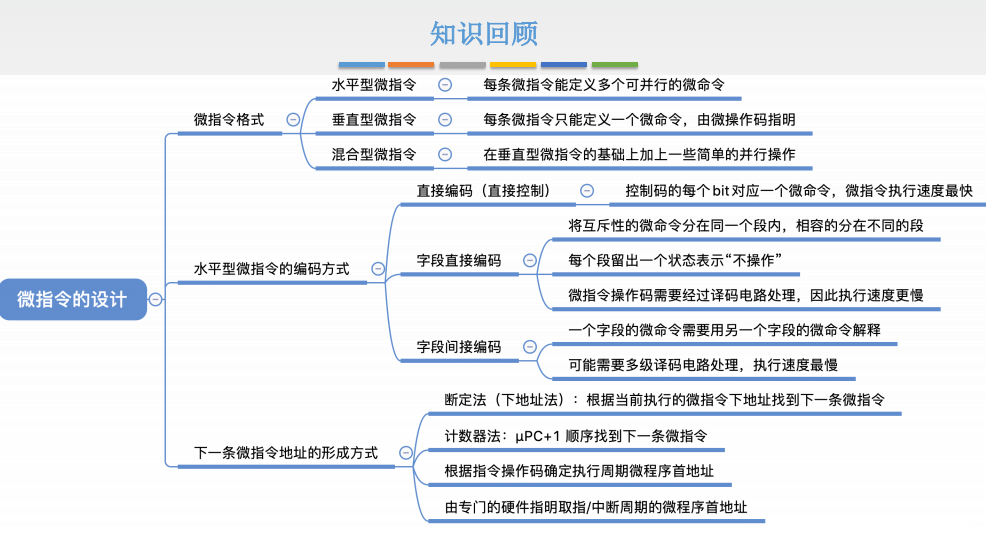 知识回顾
微指令的设计
微指令格式
水平型微指令
每条微指令能定义多个可并行的微命令
垂直型微指令
每条微指令只能定义一个微命令，由微操作码指明
混合型微指令
在垂直型微指令的基础上加上一些简单的并行操作
水平型微指令的编码方式
直接编码（直接控制）
控制码的每个bit对应一个微命令，微指令执行速度最快
字段直接编码
将互斥性的微命令分在同一个段内，相容的分在不同的段
每个段留出一个状态表示“不操作”
微指令操作码需要经过译码电路处理，因此执行速度更慢
字段间接编码
一个字段的微命令需要用另一个字段的微命令解释
可能需要多级译码电路处理，执行速度最慢
下一条微指令地址的形成方式
断定法（下地址法）：根据当前执行的微指令下地址找到下一条微指令
计数器法：μPC+1 顺序找到下一条微指令
根据指令操作码确定执行周期微程序首地址
由专门的硬件指明取指/中断周期的微程序首地址